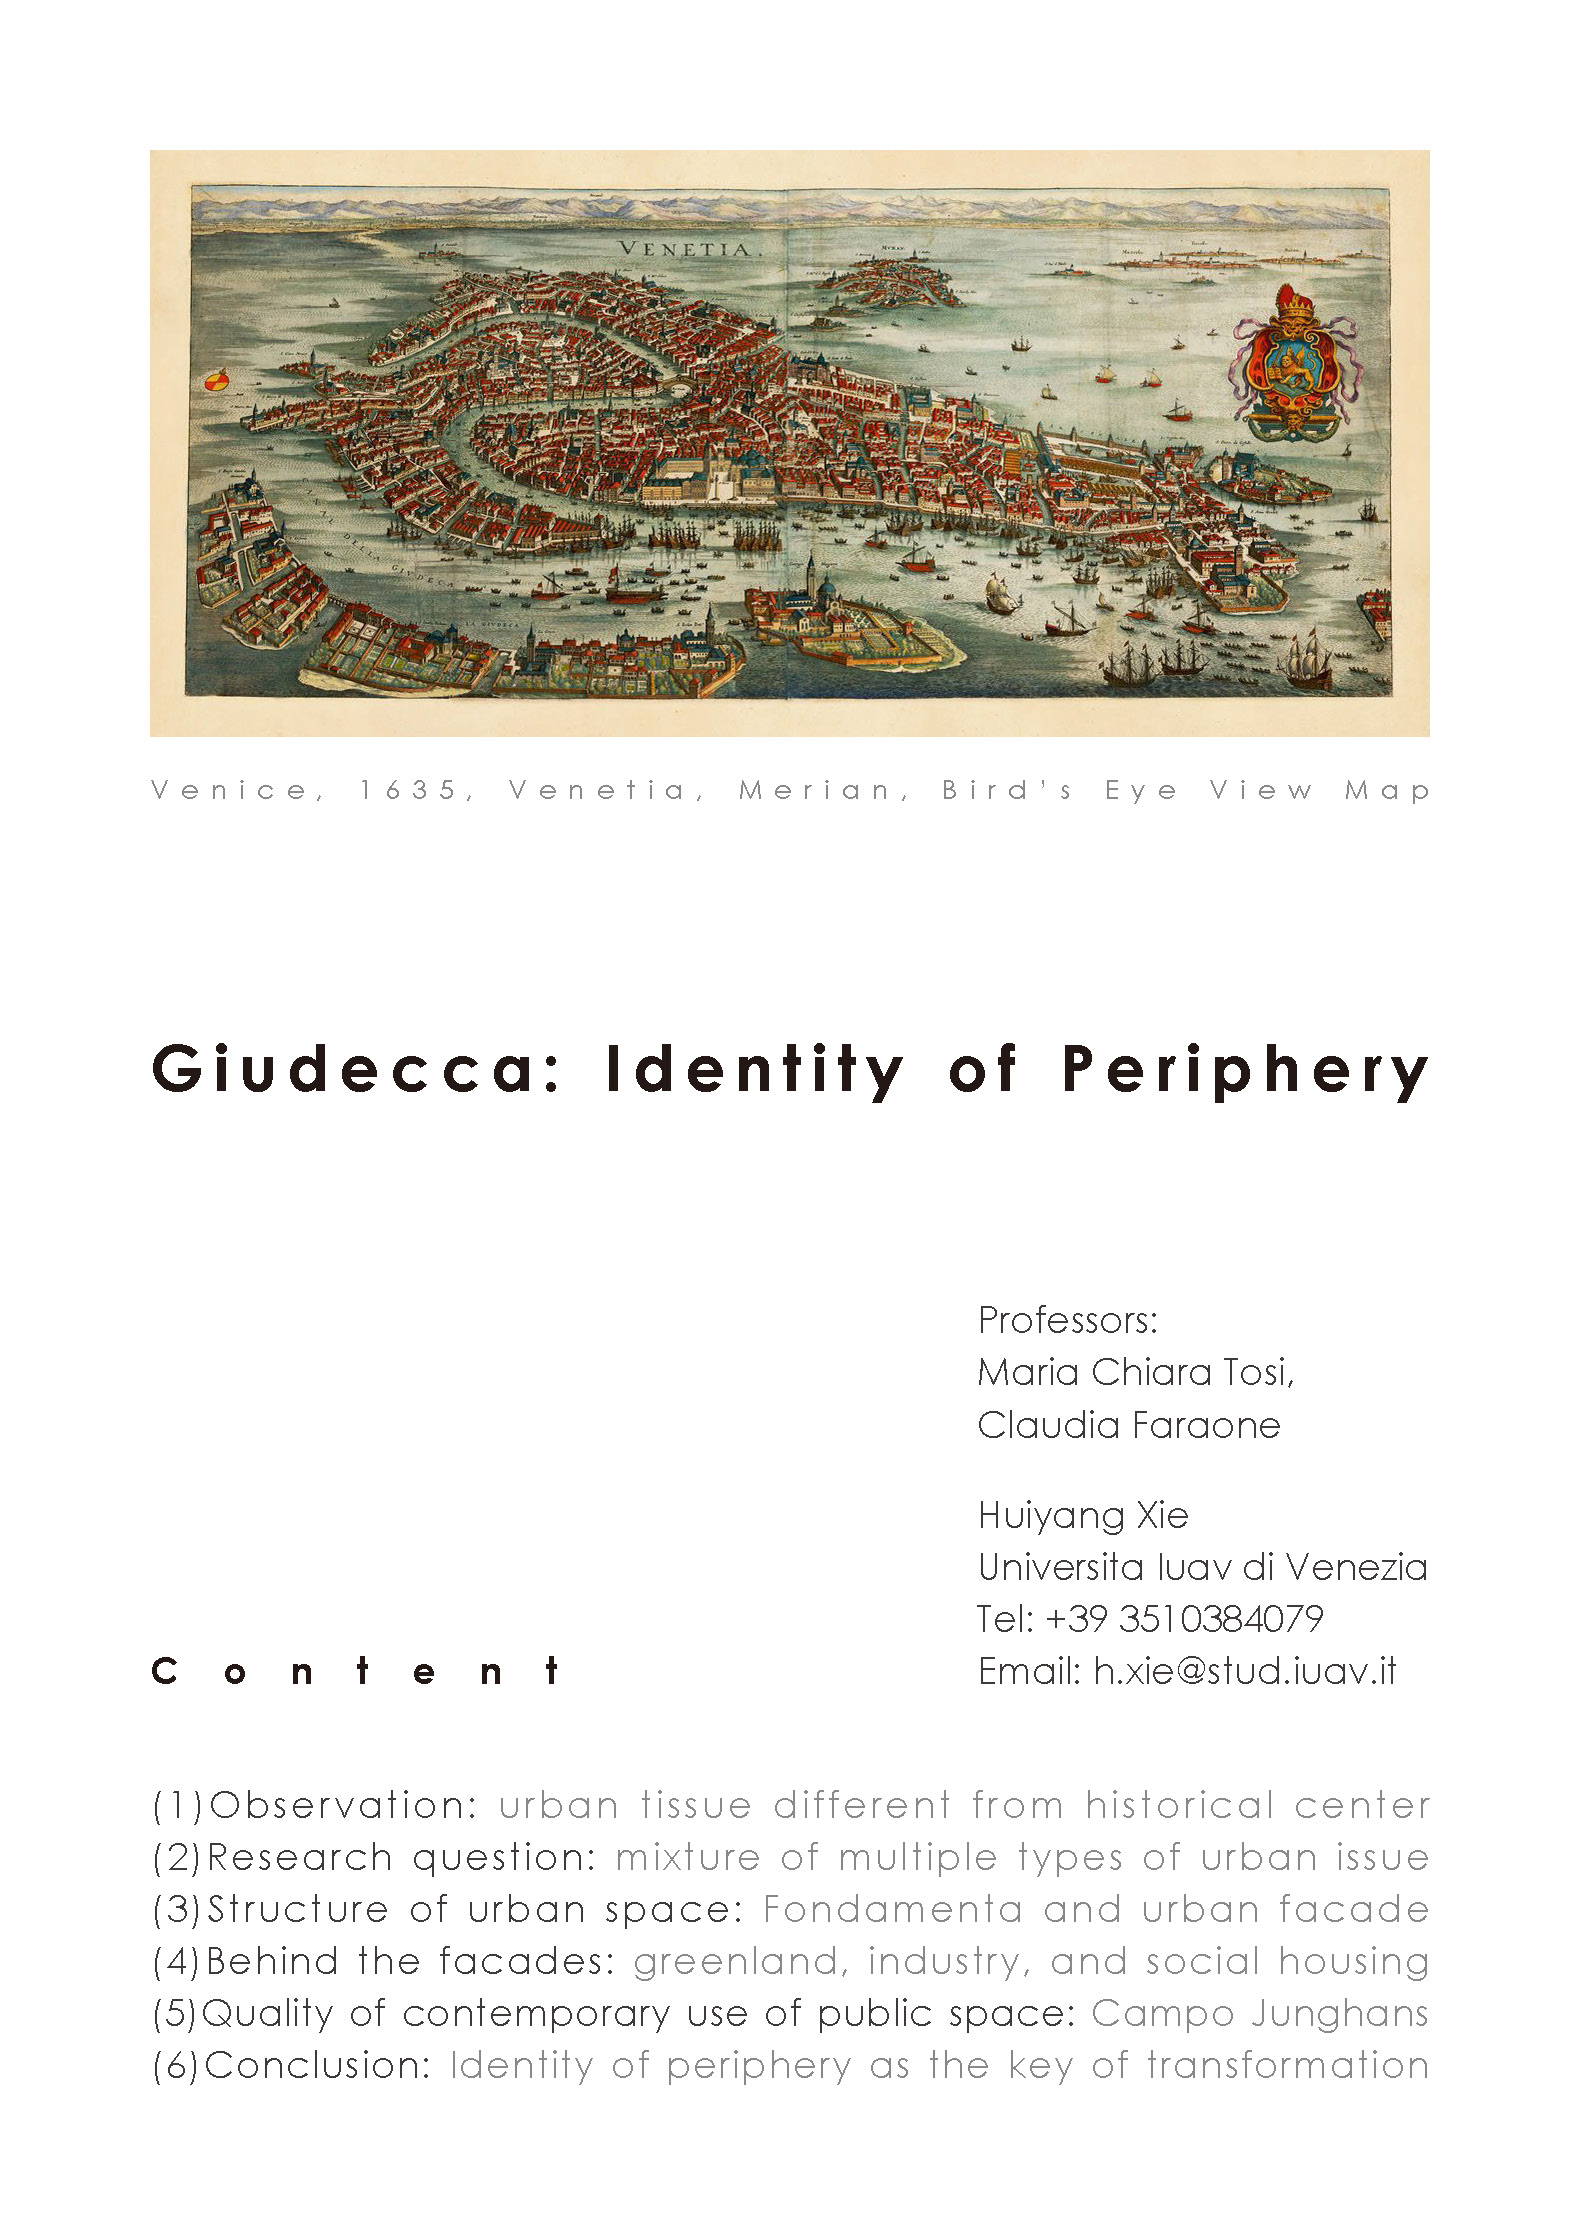 VENETIA.
Venice, 1635, Venetia, Merian, Bird's Eye View Map
Giudecca: Identity of Periphery
Professors:
Maria Chiara Tosi,
Claudia Faraone
Huiyang Xie
Universita Iuav di Venezia
Tel: +39 3510384079
Email: h.xie@stud.iuav.it
Content
(1)Observation: urban tissue different from historical center
(2)Research question: mixture of multiple types of urban issue
(3)Structure of urban space: Fondamenta and urban facade
(4)Behind the facades: greenland, industry, and social housing
(5)Quality of contemporary use of public space: Campo Junghans
(6)Conclusion: Identity of periphery as the key of transformation